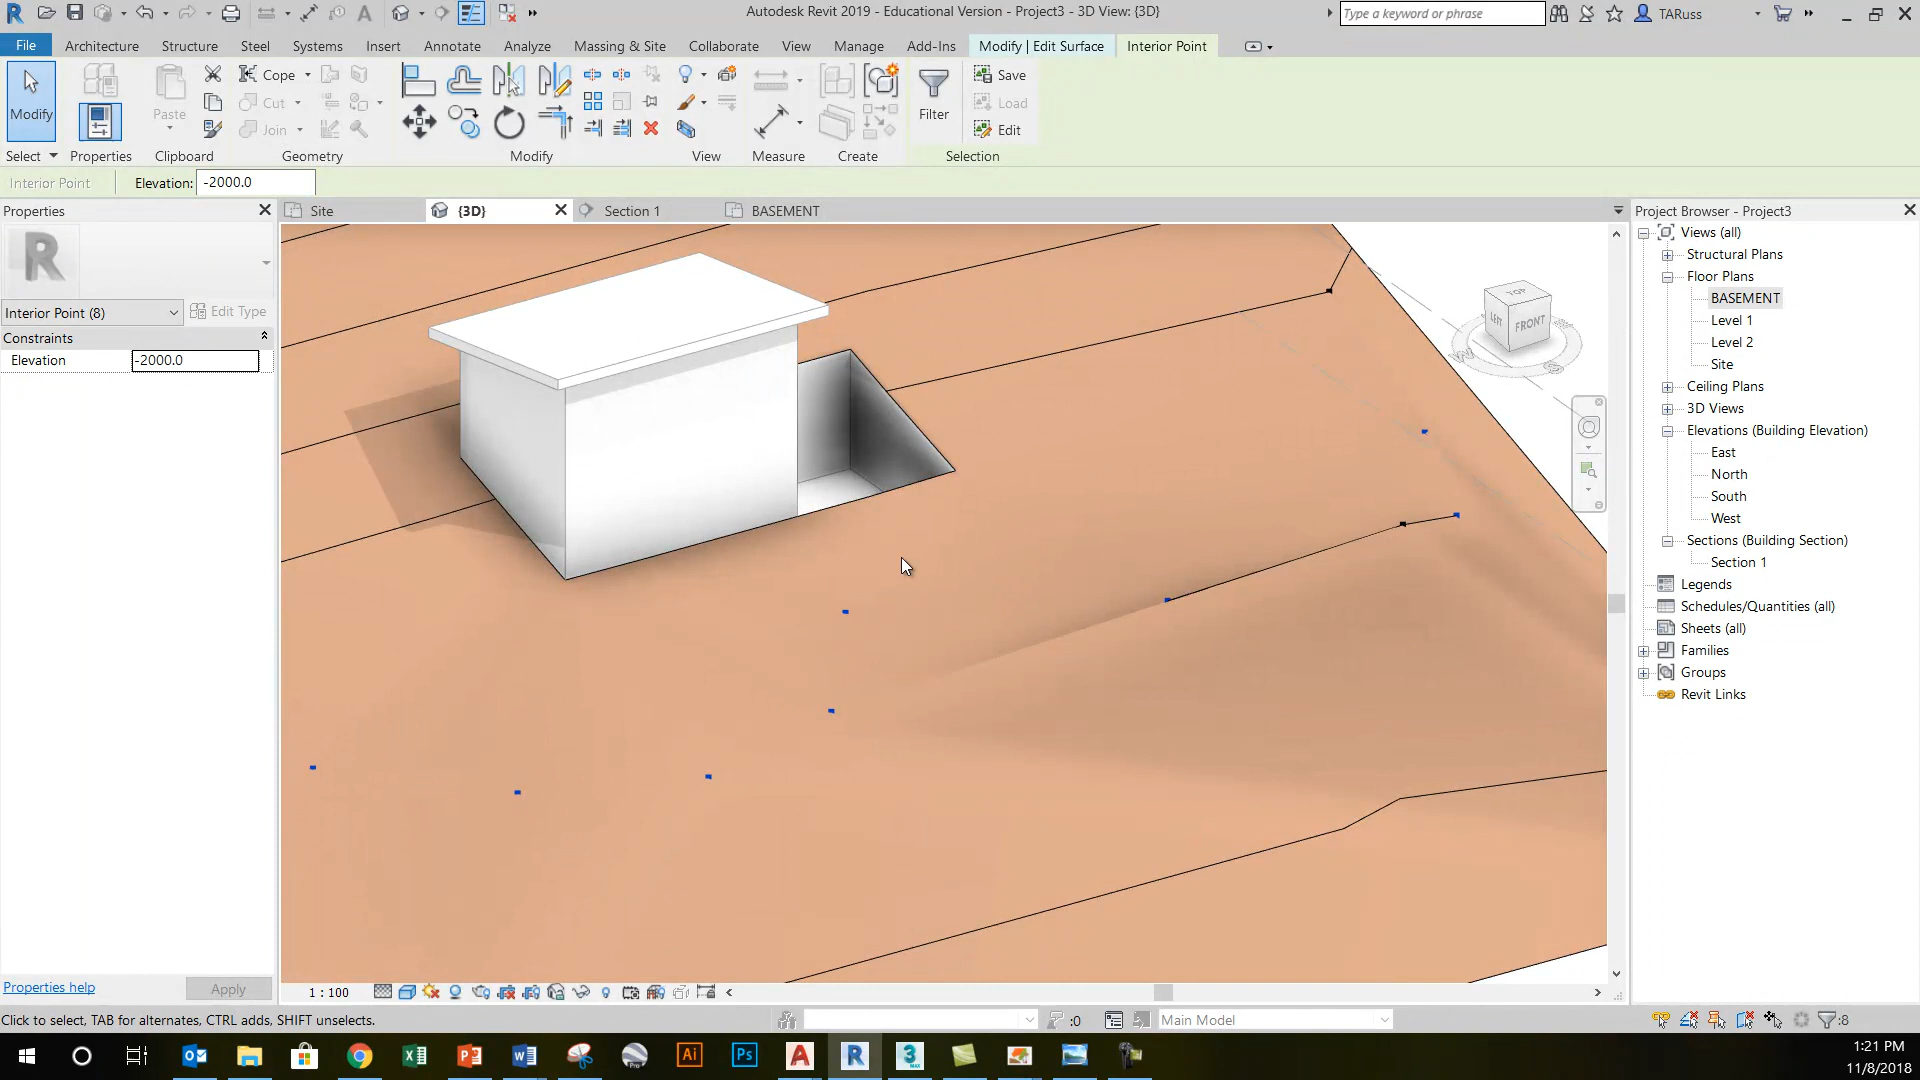 Autodesk Revit 2019 - Educational Version - Project3 - 3D View: {3D}
Type a keyword or phrase
TARuss
File
Architecture
Structure
Steel
Systems
Insert
Annotate
Analyze
Massing & Site
Collaborate
View
Manage
Add-Ins
Modify | Edit Surface
Interior Point
Modify
Paste
Cope
Cut
Join
Filter
Save
Load
Edit
Select
Properties
Clipboard
Geometry
Modify
View
Measure
Create
Selection
Interior Point
Elevation: -2000.0
Properties
Site
{3D}
Section 1
BASEMENT
Project Browser - Project3
R
Interior Point (8)
Edit Type
Constraints
Elevation
-2000.0
TOP
LEFT
FRONT
W
S
Views (all)
Structural Plans
Floor Plans
BASEMENT
Level 1
Level 2
Site
Ceiling Plans
3D Views
Elevations (Building Elevation)
East
North
South
West
Sections (Building Section)
Section 1
Legends
Schedules/Quantities (all)
Sheets (all)
Families
Groups
Revit Links
Properties help
Apply
1 : 100
Click to select, TAB for alternates, CTRL adds, SHIFT unselects.
:0
Main Model
:8
1:21 PM
11/8/2018